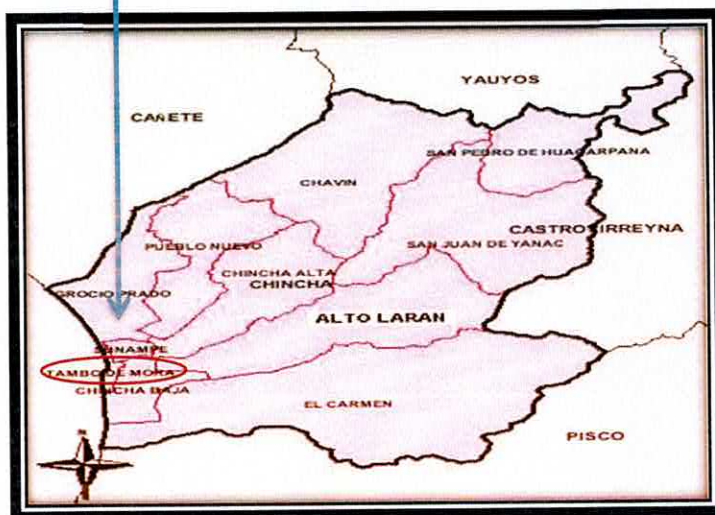 YAUYOS
CAÑETE
SAN PEDRO DE HUACARPANA
CHAVIN
CASTROVIRREYNA
PUEBLO NUEVO
SAN JUAN DE YANAC
CHINCHA ALTA
CHINCHA
GROCIO PRADO
ALTO LARAN
SUNAMPE
TAMBO DE MORA
CHINCHA BAJA
EL CARMEN
PISCO